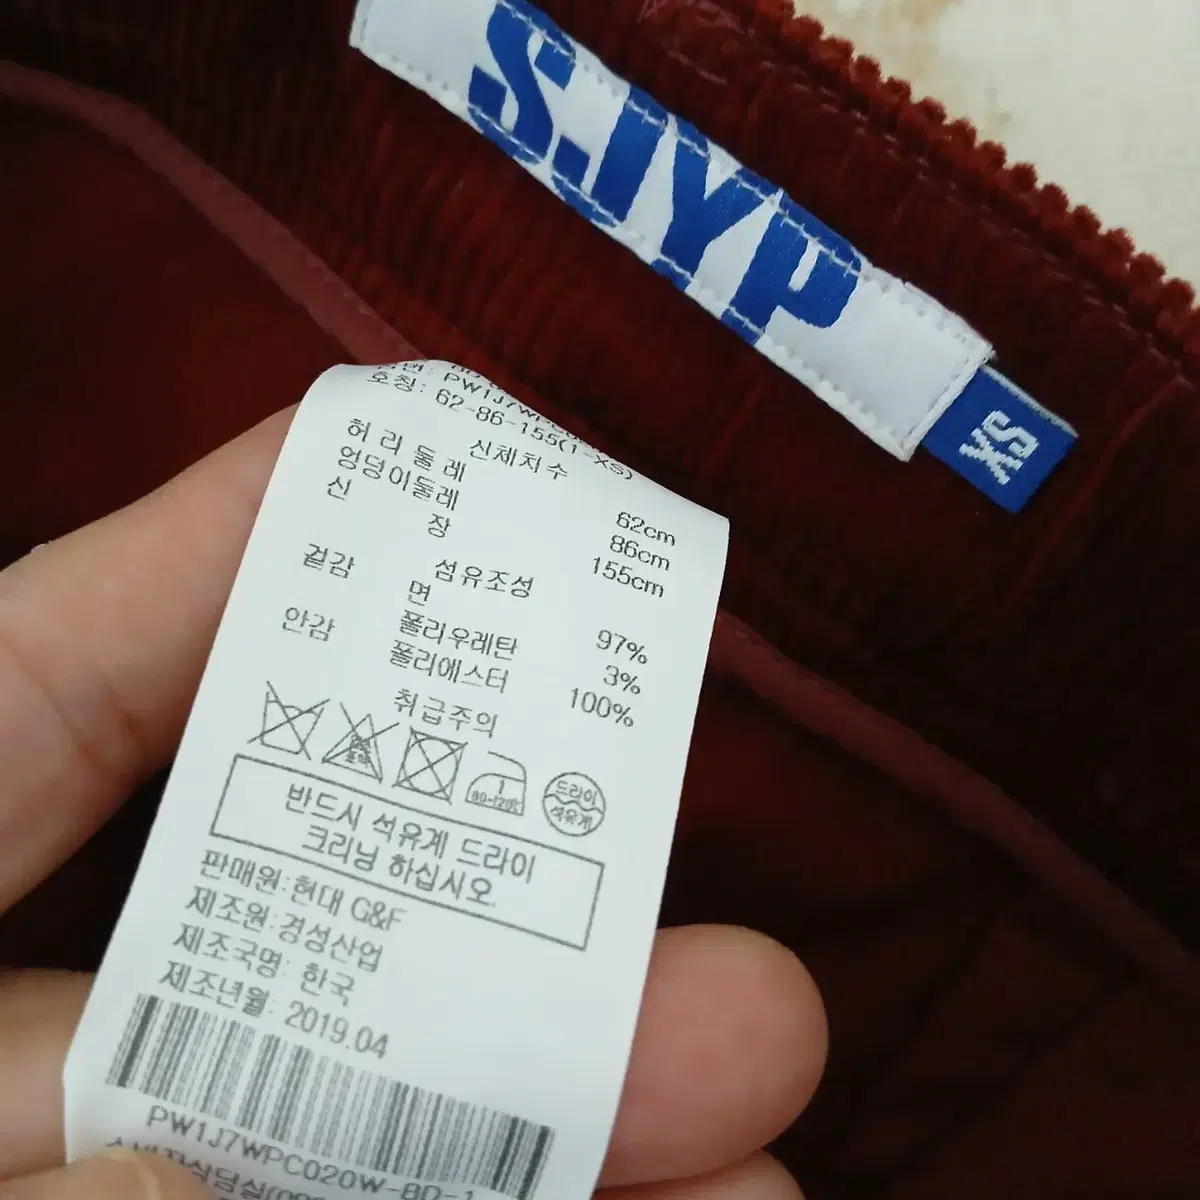 SJYP
XS
호칭: 62-86-155(1-XS)
신체치수
허리둘레 62cm
엉덩이둘레 86cm
신장 155cm
섬유조성
겉감 면 97%
폴리우레탄 3%
안감 폴리에스터 100%
취급주의
1
80-120℃
드라이
석유계
반드시 석유계 드라이
크리닝 하십시오.
판매원: 현대 G&F
제조원: 경성산업
제조국명: 한국
제조년월: 2019.04
PW1J7WPC020W-BD-1